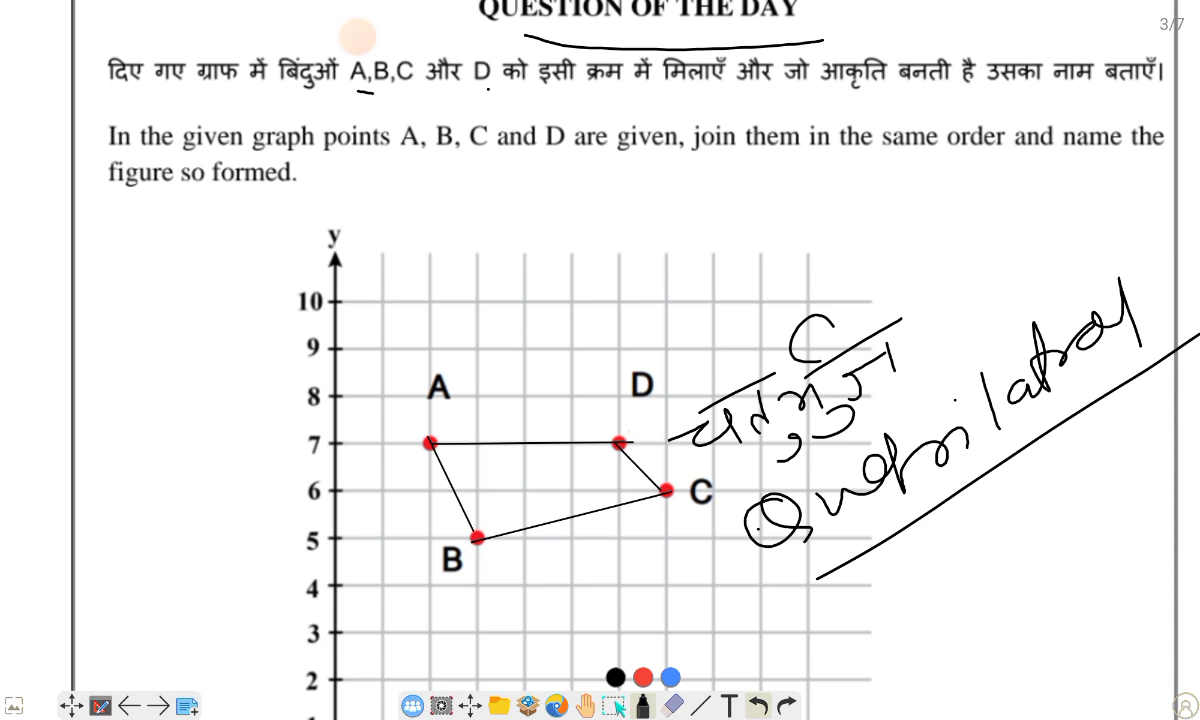 QUESTION OF THE DAY
3/7
दिए गए ग्राफ में बिंदुओं A,B,C और D को इसी क्रम में मिलाएँ और जो आकृति बनती है उसका नाम बताएँ।
In the given graph points A, B, C and D are given, join them in the same order and name the
figure so formed.
y
10
9
8
7
6
5
4
3
2
A
D
C
B
C
चतुर्भुज
T